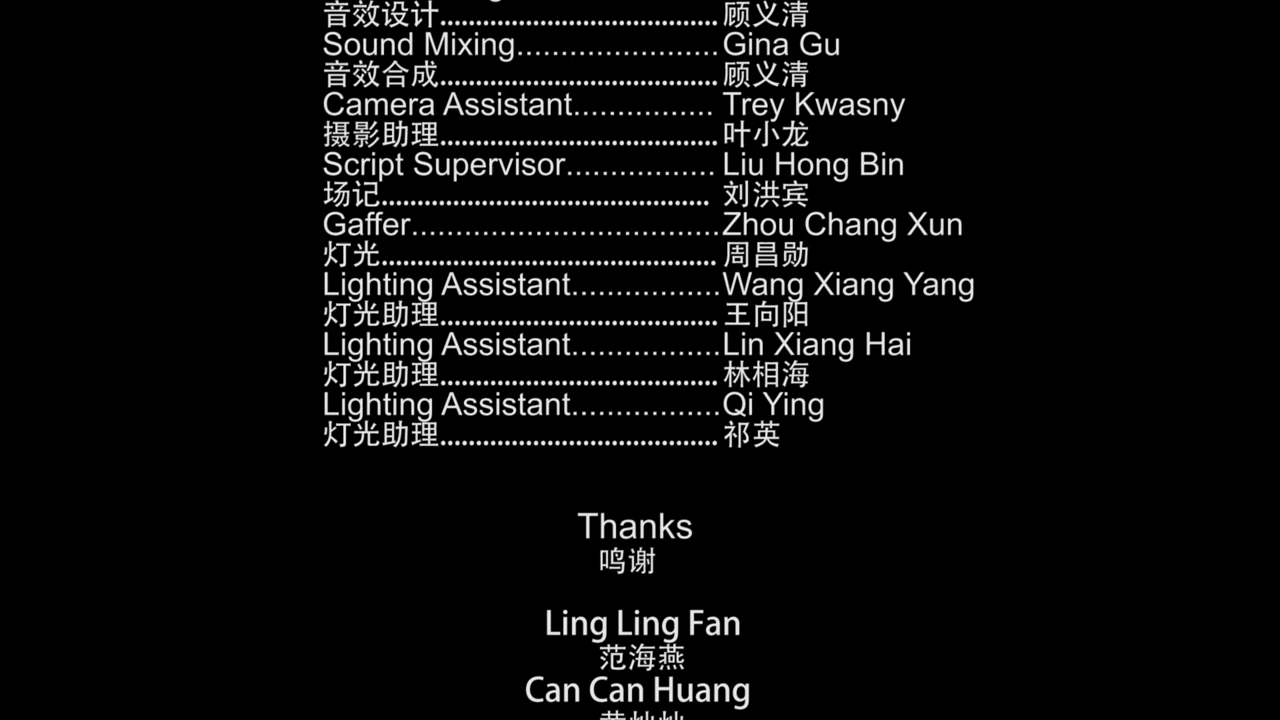 音效设计......................................顾义清
Sound Mixing.......................Gina Gu
音效合成......................................顾义清
Camera Assistant................ Trey Kwasny
摄影助理......................................叶小龙
Script Supervisor................. Liu Hong Bin
场记............................................. 刘洪宾
Gaffer...................................Zhou Chang Xun
灯光..............................................周昌勋
Lighting Assistant.................Wang Xiang Yang
灯光助理......................................王向阳
Lighting Assistant.................Lin Xiang Hai
灯光助理......................................林相海
Lighting Assistant.................Qi Ying
灯光助理......................................祁英
Thanks
鸣谢
Ling Ling Fan
范海燕
Can Can Huang